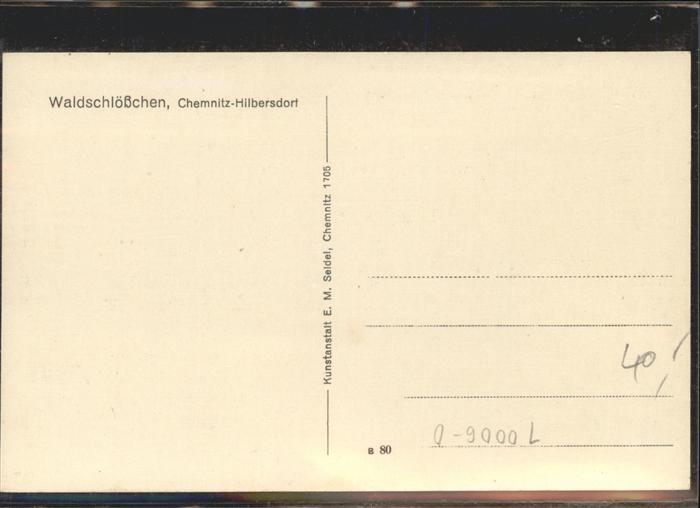 Waldschlößchen, Chemnitz-Hilbersdorf
Kunstanstalt E. M. Seidel, Chemnitz 1705
40,
0-9000 L
B 80